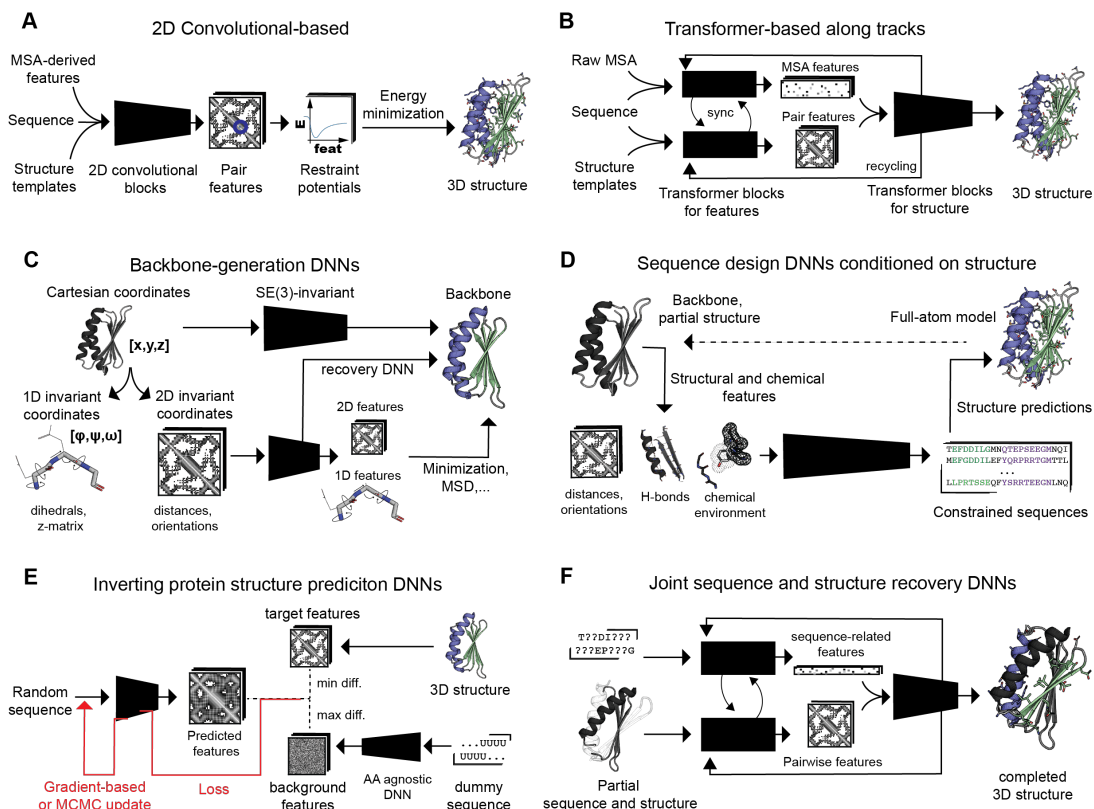 A
2D Convolutional-based
MSA-derived
features
Sequence
Structure
templates
2D convolutional
blocks
Pair
features
E
feat
Restraint
potentials
Energy
minimization
3D structure
B
Transformer-based along tracks
Raw MSA
Sequence
Structure
templates
sync
MSA features
Pair features
recycling
Transformer blocks
for features
Transformer blocks
for structure
3D structure
C
Backbone-generation DNNs
Cartesian coordinates
[x,y,z]
SE(3)-invariant
Backbone
recovery DNN
1D invariant
coordinates
[φ,ψ,ω]
2D invariant
coordinates
dihedrals,
z-matrix
distances,
orientations
2D features
1D features
Minimization,
MSD,...
D
Sequence design DNNs conditioned on structure
Backbone,
partial structure
Full-atom model
Structural and chemical
features
Structure predictions
distances,
orientations
H-bonds
chemical
environment
TEFDDILGMNQTEPSEEGMNQI
MEFGDDILEFYQRPRRTGMTTL
...
LLPRTSSEQFYSRRTEEGNLNQ
Constrained sequences
E
Inverting protein structure prediciton DNNs
target features
3D structure
Random
sequence
Predicted
features
min diff.
max diff.
Gradient-based
or MCMC update
Loss
background
features
AA agnostic
DNN
...UUUU
UUUU...
dummy
sequence
F
Joint sequence and structure recovery DNNs
T??DI???
???EP???G
sequence-related
features
Pairwise features
Partial
sequence and structure
completed
3D structure